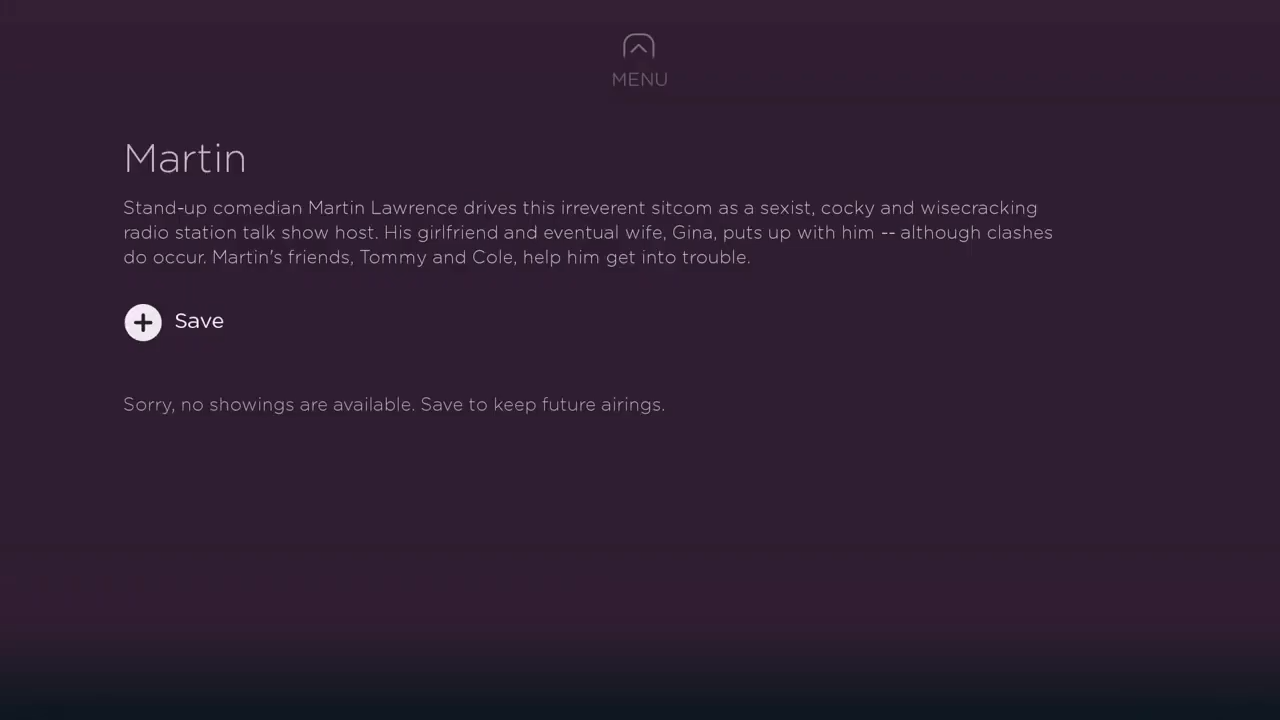 MENU
Martin
Stand-up comedian Martin Lawrence drives this irreverent sitcom as a sexist, cocky and wisecracking
radio station talk show host. His girlfriend and eventual wife, Gina, puts up with him -- although clashes
do occur. Martin's friends, Tommy and Cole, help him get into trouble.
Save
Sorry, no showings are available. Save to keep future airings.